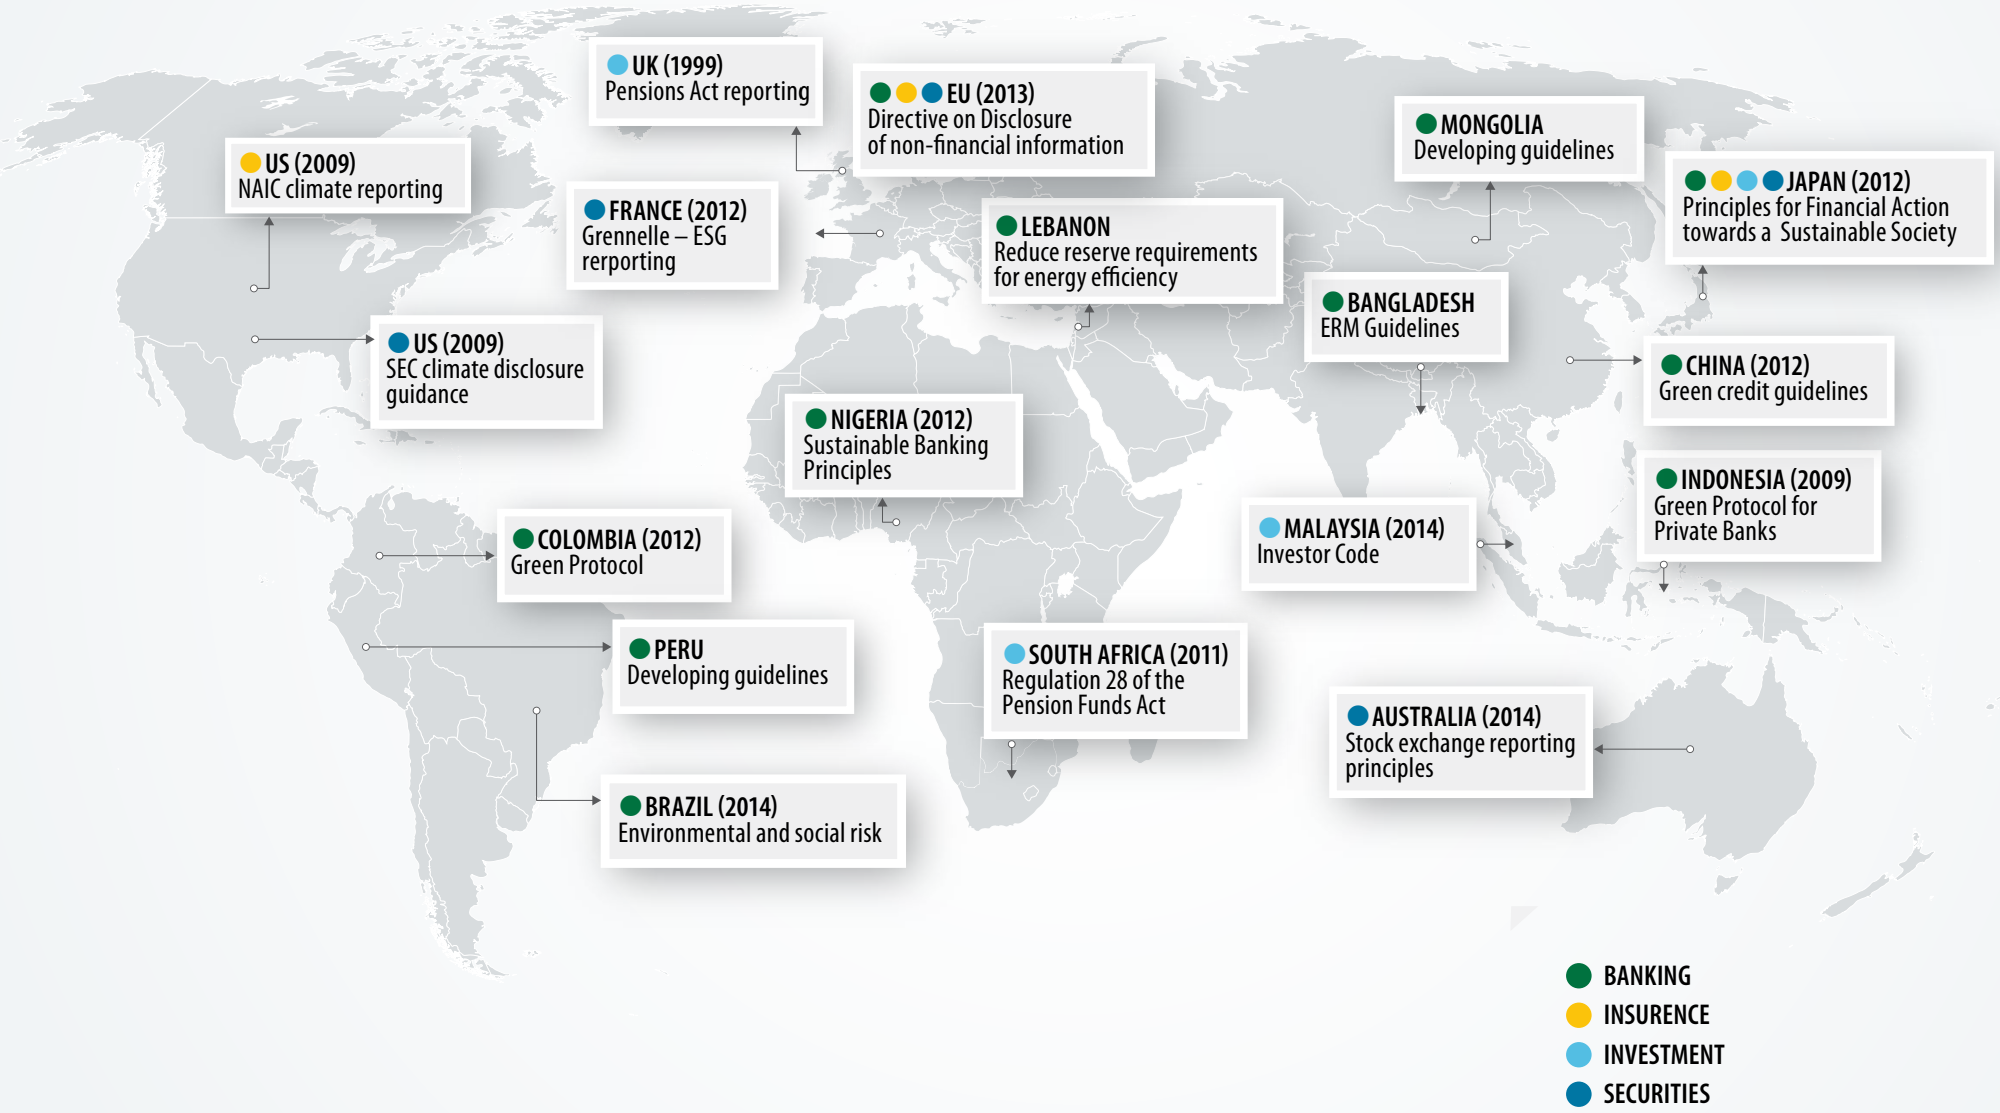 UK (1999)
Pensions Act reporting
EU (2013)
Directive on Disclosure
of non-financial information
MONGOLIA
Developing guidelines
US (2009)
NAIC climate reporting
JAPAN (2012)
Principles for Financial Action
towards a Sustainable Society
FRANCE (2012)
Grennelle – ESG
rerporting
LEBANON
Reduce reserve requirements
for energy efficiency
BANGLADESH
ERM Guidelines
US (2009)
SEC climate disclosure
guidance
CHINA (2012)
Green credit guidelines
NIGERIA (2012)
Sustainable Banking
Principles
INDONESIA (2009)
Green Protocol for
Private Banks
COLOMBIA (2012)
Green Protocol
MALAYSIA (2014)
Investor Code
PERU
Developing guidelines
SOUTH AFRICA (2011)
Regulation 28 of the
Pension Funds Act
AUSTRALIA (2014)
Stock exchange reporting
principles
BRAZIL (2014)
Environmental and social risk
BANKING
INSURENCE
INVESTMENT
SECURITIES